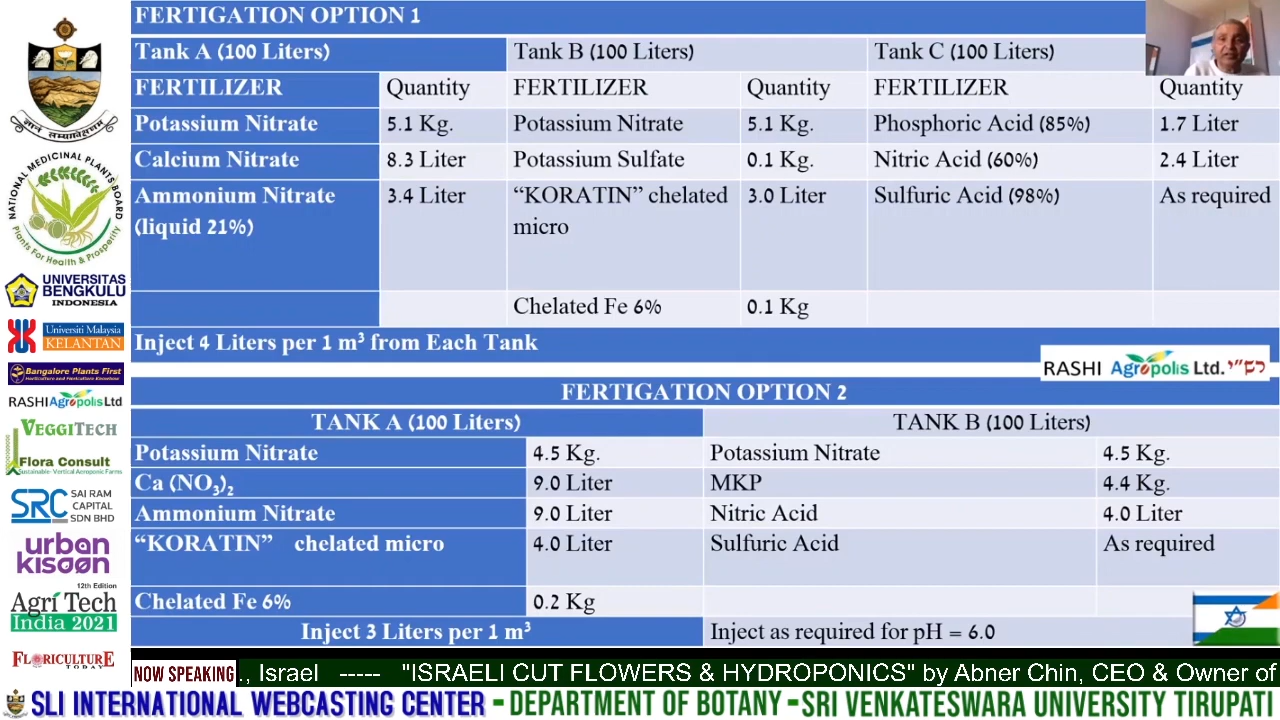 FERTIGATION OPTION 1
Tank A (100 Liters) Tank B (100 Liters) Tank C (100 Liters)
FERTILIZER Quantity FERTILIZER Quantity FERTILIZER Quantity
Potassium Nitrate 5.1 Kg. Potassium Nitrate 5.1 Kg. Phosphoric Acid (85%) 1.7 Liter
Calcium Nitrate 8.3 Liter Potassium Sulfate 0.1 Kg. Nitric Acid (60%) 2.4 Liter
Ammonium Nitrate 3.4 Liter “KORATIN” chelated 3.0 Liter Sulfuric Acid (98%) As required
(liquid 21%) micro
Chelated Fe 6% 0.1 Kg
Inject 4 Liters per 1 m³ from Each Tank
RASHI Agropolis Ltd. רש"י
FERTIGATION OPTION 2
TANK A (100 Liters) TANK B (100 Liters)
Potassium Nitrate 4.5 Kg. Potassium Nitrate 4.5 Kg.
Ca (NO₃)₂ 9.0 Liter MKP 4.4 Kg.
Ammonium Nitrate 9.0 Liter Nitric Acid 4.0 Liter
“KORATIN” chelated micro 4.0 Liter Sulfuric Acid As required
Chelated Fe 6% 0.2 Kg
Inject 3 Liters per 1 m³ Inject as required for pH = 6.0
NATIONAL MEDICINAL PLANTS BOARD
Plants For Health & Prosperity
UNIVERSITAS
BENGKULU
INDONESIA
Universiti Malaysia
KELANTAN
Bangalore Plants First
RASHI Agropolis Ltd
VEGGITECH
Flora Consult
Sustainable- Vertical Aeroponic Farms
SRC SAI RAM
CAPITAL
SDN BHD
urban
kisaan
12th Edition
Agri Tech
India 2021
FLORICULTURE
TODAY
NOW SPEAKING ., Israel ----- "ISRAELI CUT FLOWERS & HYDROPONICS" by Abner Chin, CEO & Owner of
SLI INTERNATIONAL WEBCASTING CENTER - DEPARTMENT OF BOTANY - SRI VENKATESWARA UNIVERSITY TIRUPATI